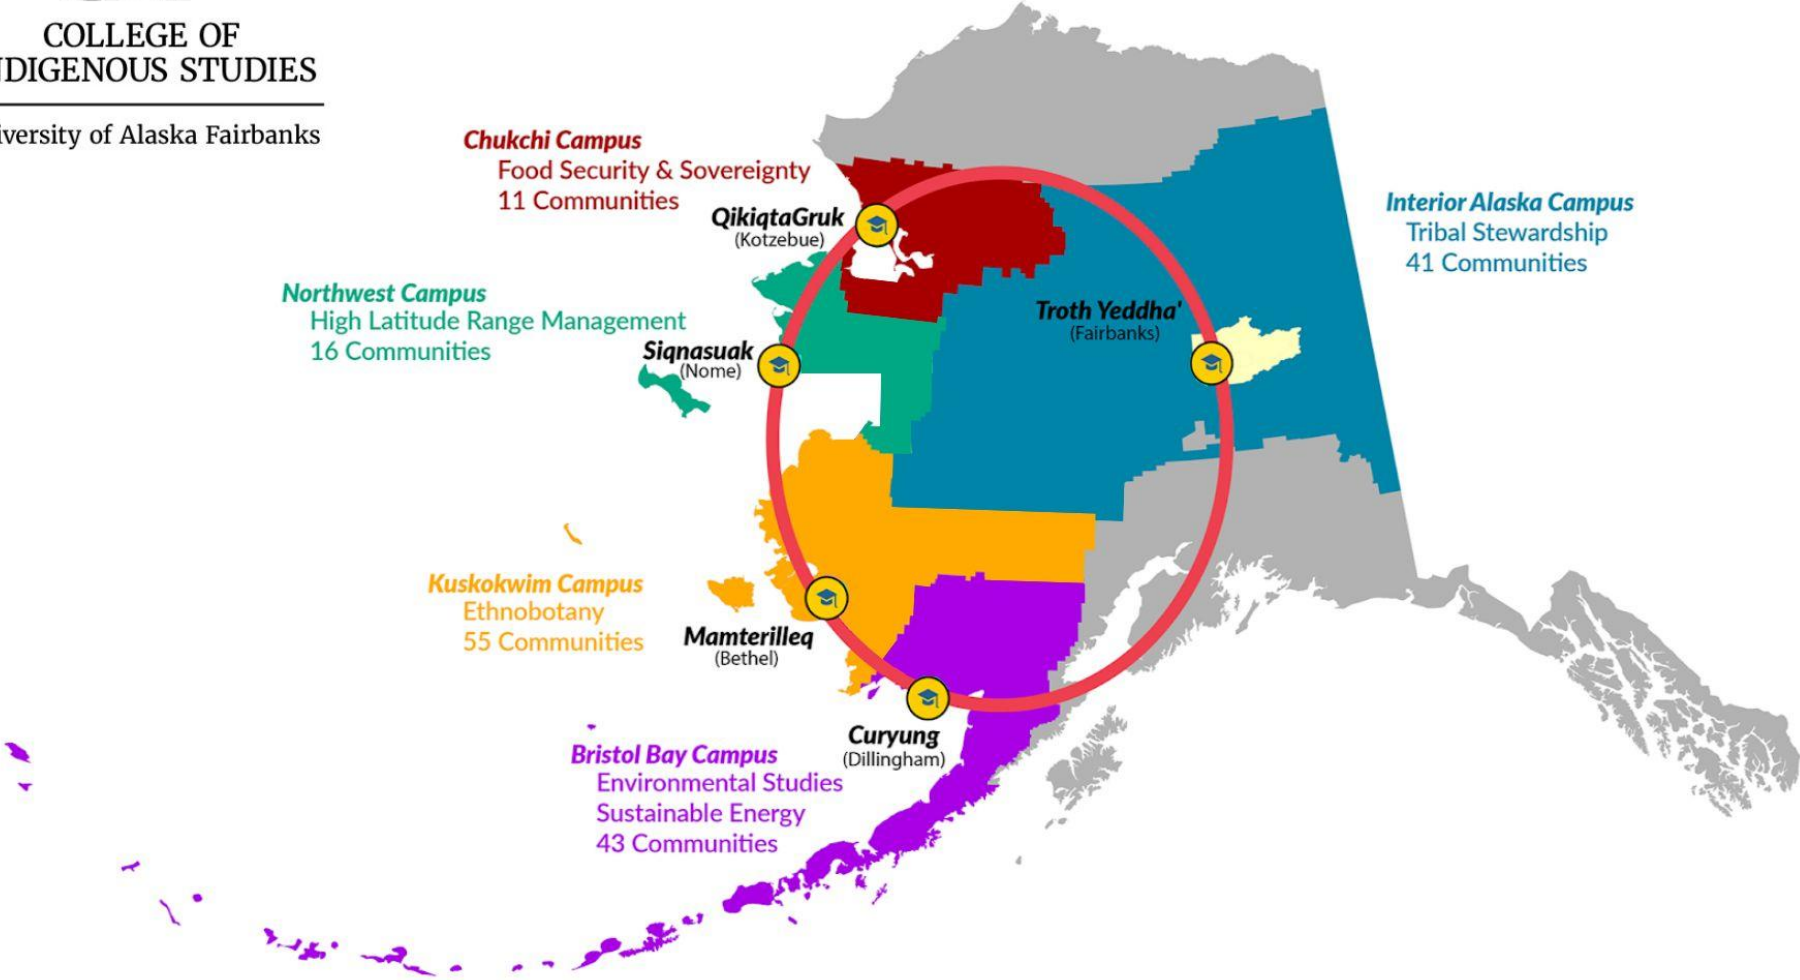 COLLEGE OF
NDIGENOUS STUDIES
iversity of Alaska Fairbanks
Chukchi Campus
Food Security & Sovereignty
11 Communities
QikiqtaGruk
(Kotzebue)
Interior Alaska Campus
Tribal Stewardship
41 Communities
Northwest Campus
High Latitude Range Management
16 Communities
Siqnasuak
(Nome)
Troth Yeddha'
(Fairbanks)
Kuskokwim Campus
Ethnobotany
55 Communities
Mamterilleq
(Bethel)
Curyung
(Dillingham)
Bristol Bay Campus
Environmental Studies
Sustainable Energy
43 Communities